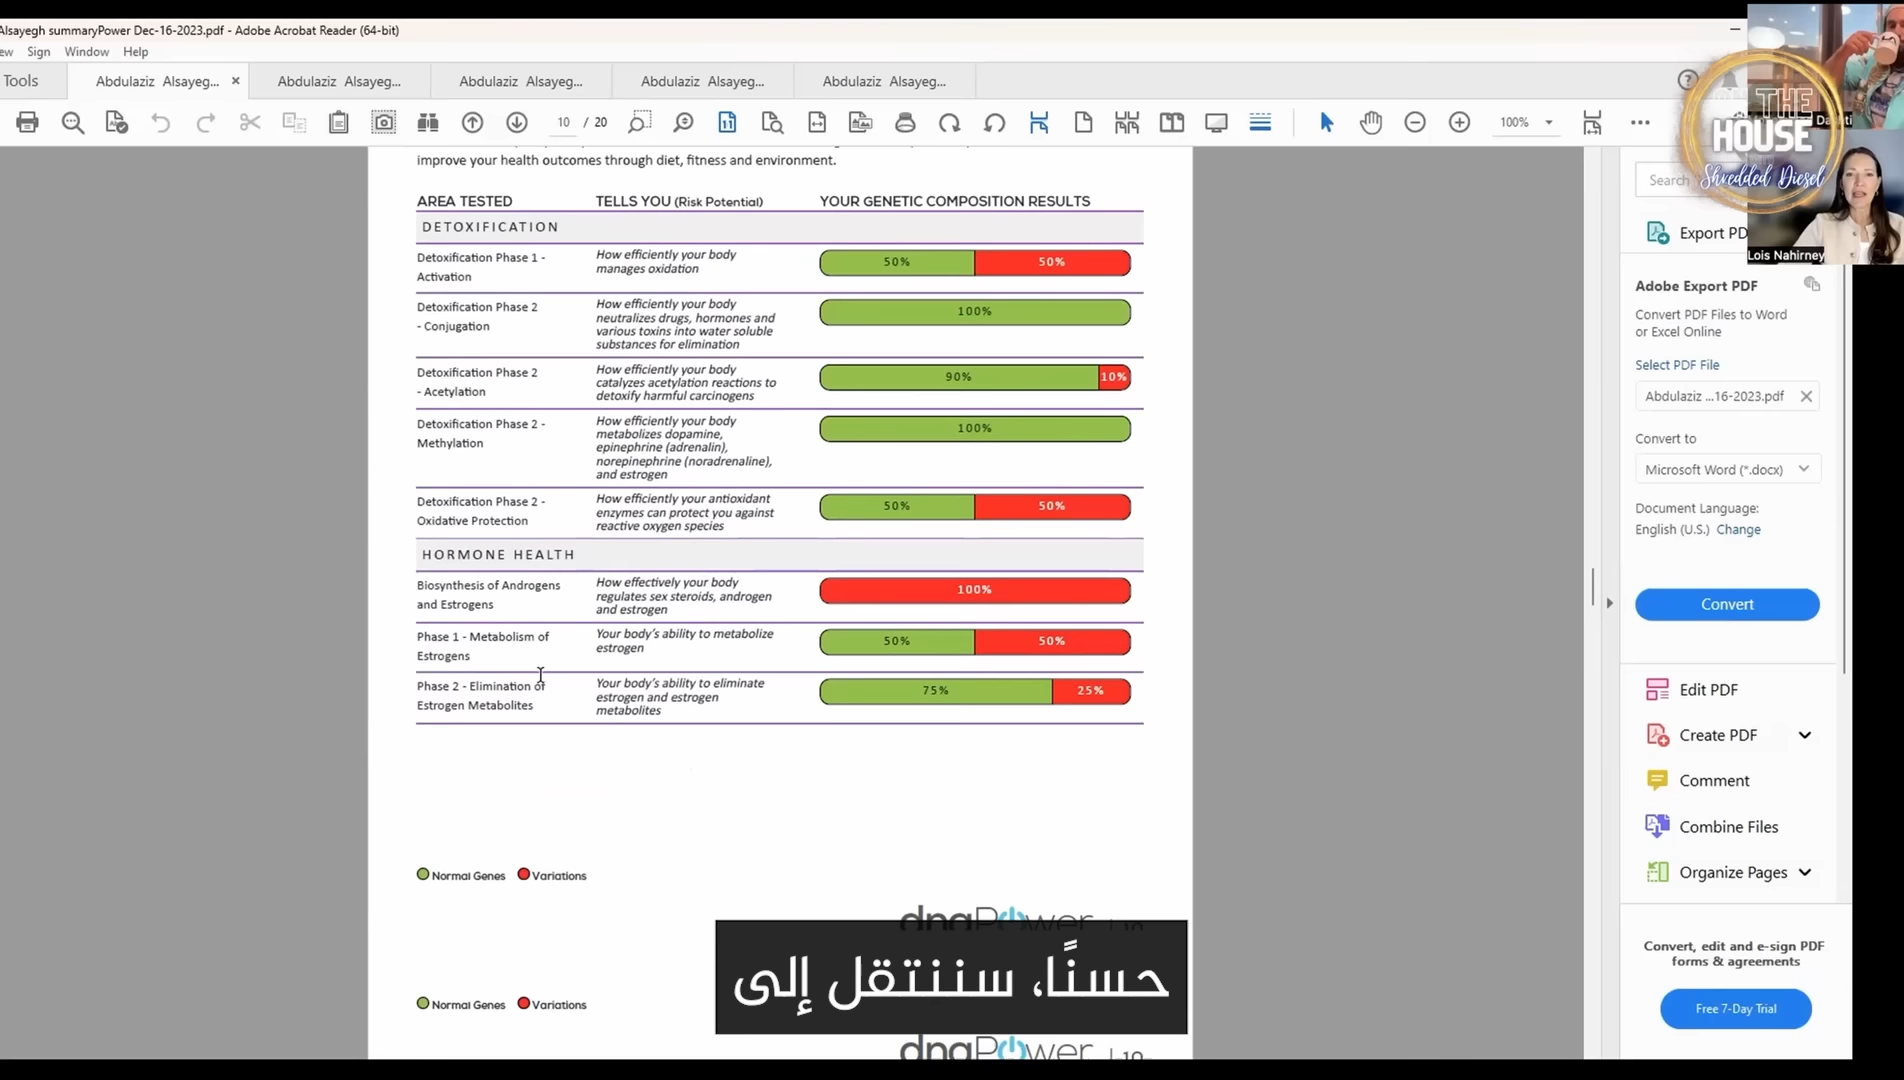 Alsayegh summaryPower Dec-16-2023.pdf - Adobe Acrobat Reader (64-bit)
Sign Window Help
Tools
Abdulaziz Alsayeg...
Abdulaziz Alsayeg...
Abdulaziz Alsayeg...
Abdulaziz Alsayeg...
Abdulaziz Alsayeg...
10 / 20
100%
THE
HOUSE
Shredded Diesel
Lois Nahirney
improve your health outcomes through diet, fitness and environment.
AREA TESTED
TELLS YOU (Risk Potential)
YOUR GENETIC COMPOSITION RESULTS
DETOXIFICATION
Detoxification Phase 1 -
Activation
How efficiently your body
manages oxidation
50% 50%
Detoxification Phase 2
- Conjugation
How efficiently your body
neutralizes drugs, hormones and
various toxins into water soluble
substances for elimination
100%
Detoxification Phase 2
- Acetylation
How efficiently your body
catalyzes acetylation reactions to
detoxify harmful carcinogens
90% 10%
Detoxification Phase 2 -
Methylation
How efficiently your body
metabolizes dopamine,
epinephrine (adrenalin),
norepinephrine (noradrenaline),
and estrogen
100%
Detoxification Phase 2 -
Oxidative Protection
How efficiently your antioxidant
enzymes can protect you against
reactive oxygen species
50% 50%
HORMONE HEALTH
Biosynthesis of Androgens
and Estrogens
How effectively your body
regulates sex steroids, androgen
and estrogen
100%
Phase 1 - Metabolism of
Estrogens
Your body's ability to metabolize
estrogen
50% 50%
Phase 2 - Elimination of
Estrogen Metabolites
Your body's ability to eliminate
estrogen and estrogen
metabolites
75% 25%
Normal Genes Variations
dnaPower
حسنًا، سننتقل إلى
Normal Genes Variations
dnaPower
Search
Export PD
Adobe Export PDF
Convert PDF Files to Word
or Excel Online
Select PDF File
Abdulaziz ...16-2023.pdf
Convert to
Microsoft Word (*.docx)
Document Language:
English (U.S.) Change
Convert
Edit PDF
Create PDF
Comment
Combine Files
Organize Pages
Convert, edit and e-sign PDF
forms & agreements
Free 7-Day Trial